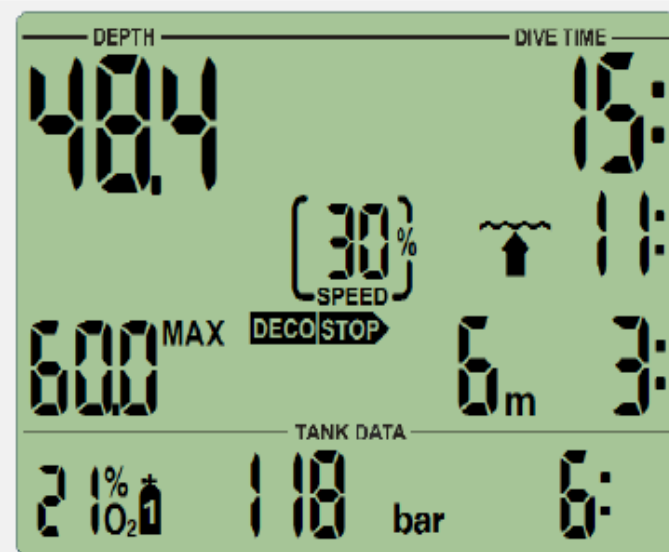 DEPTH DIVE TIME
48.4 15:
30% 11:
SPEED
60.0 MAX DECO STOP 6m 3:
TANK DATA
21% O₂ 1 118 bar 6: